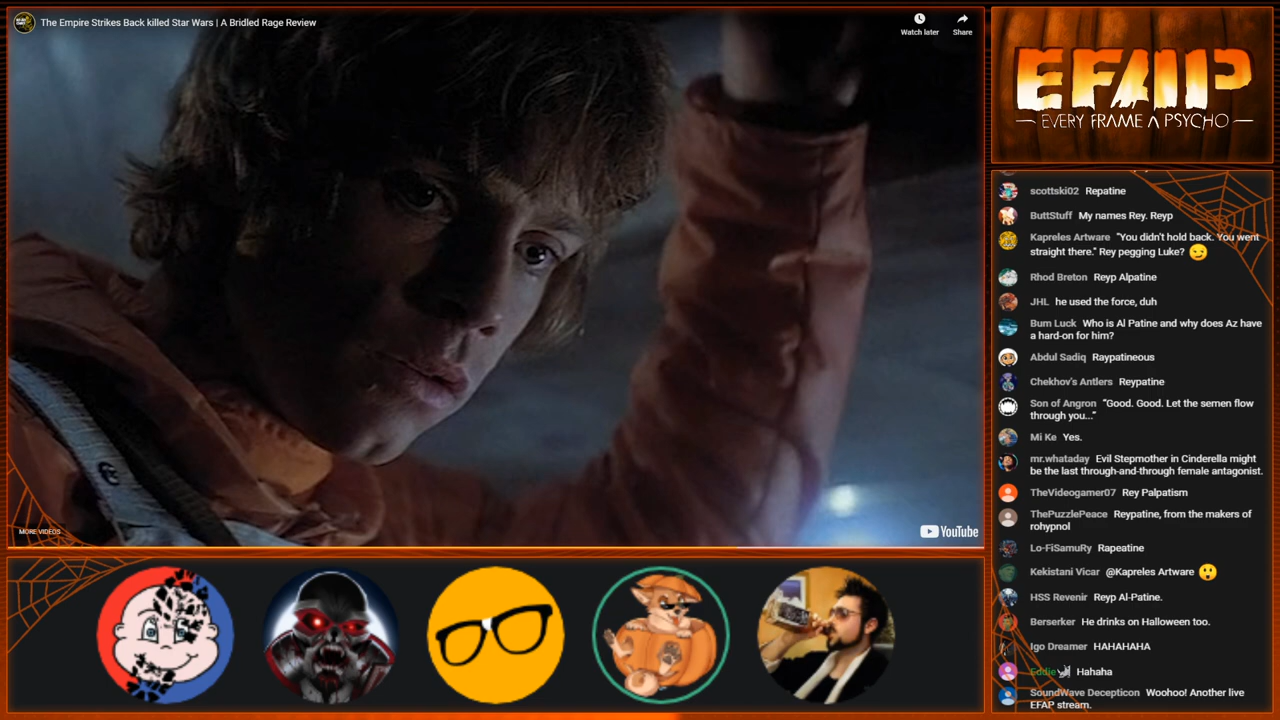 The Empire Strikes Back killed Star Wars | A Bridled Rage Review
Watch later
Share
MORE VIDEOS
YouTube
EFAP
EVERY FRAME A PSYCHO
scottski02 Repatine
ButtStuff My names Rey. Reyp
Kapreles Artware "You didn't hold back. You went
straight there." Rey pegging Luke?
Rhod Breton Reyp Alpatine
JHL he used the force, duh
Bum Luck Who is Al Patine and why does Az have
a hard-on for him?
Abdul Sadiq Raypatineous
Chekhov's Antlers Reypatine
Son of Angron "Good. Good. Let the semen flow
through you..."
Mi Ke Yes.
mr.whataday Evil Stepmother in Cinderella might
be the last through-and-through female antagonist.
TheVideogamer07 Rey Palpatism
ThePuzzlePeace Reypatine, from the makers of
rohypnol
Lo-FiSamuRy Rapeatine
Kekistani Vicar @Kapreles Artware
HSS Revenir Reyp Al-Patine.
Berserker He drinks on Halloween too.
Igo Dreamer HAHAHAHA
Eddie Hahaha
SoundWave Decepticon Woohoo! Another live
EFAP stream.